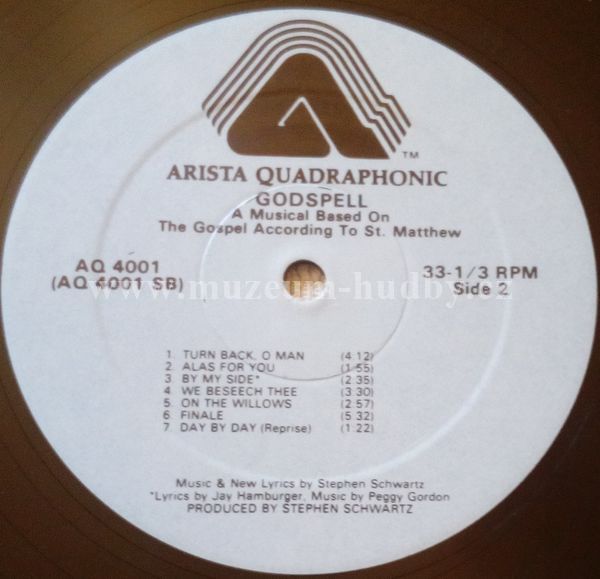 TM
ARISTA QUADRAPHONIC
GODSPELL
A Musical Based On
The Gospel According To St. Matthew
AQ 4001
(AQ 4001 SB)
33-1/3 RPM
Side 2
www.muzeum-hudby.cz
1. TURN BACK, O MAN (4:12)
2. ALAS FOR YOU (1:55)
3. BY MY SIDE* (2:35)
4. WE BESEECH THEE (3:30)
5. ON THE WILLOWS (2:57)
6. FINALE (5:32)
7. DAY BY DAY (Reprise) (1:22)
Music & New Lyrics by Stephen Schwartz
*Lyrics by Jay Hamburger, Music by Peggy Gordon
PRODUCED BY STEPHEN SCHWARTZ